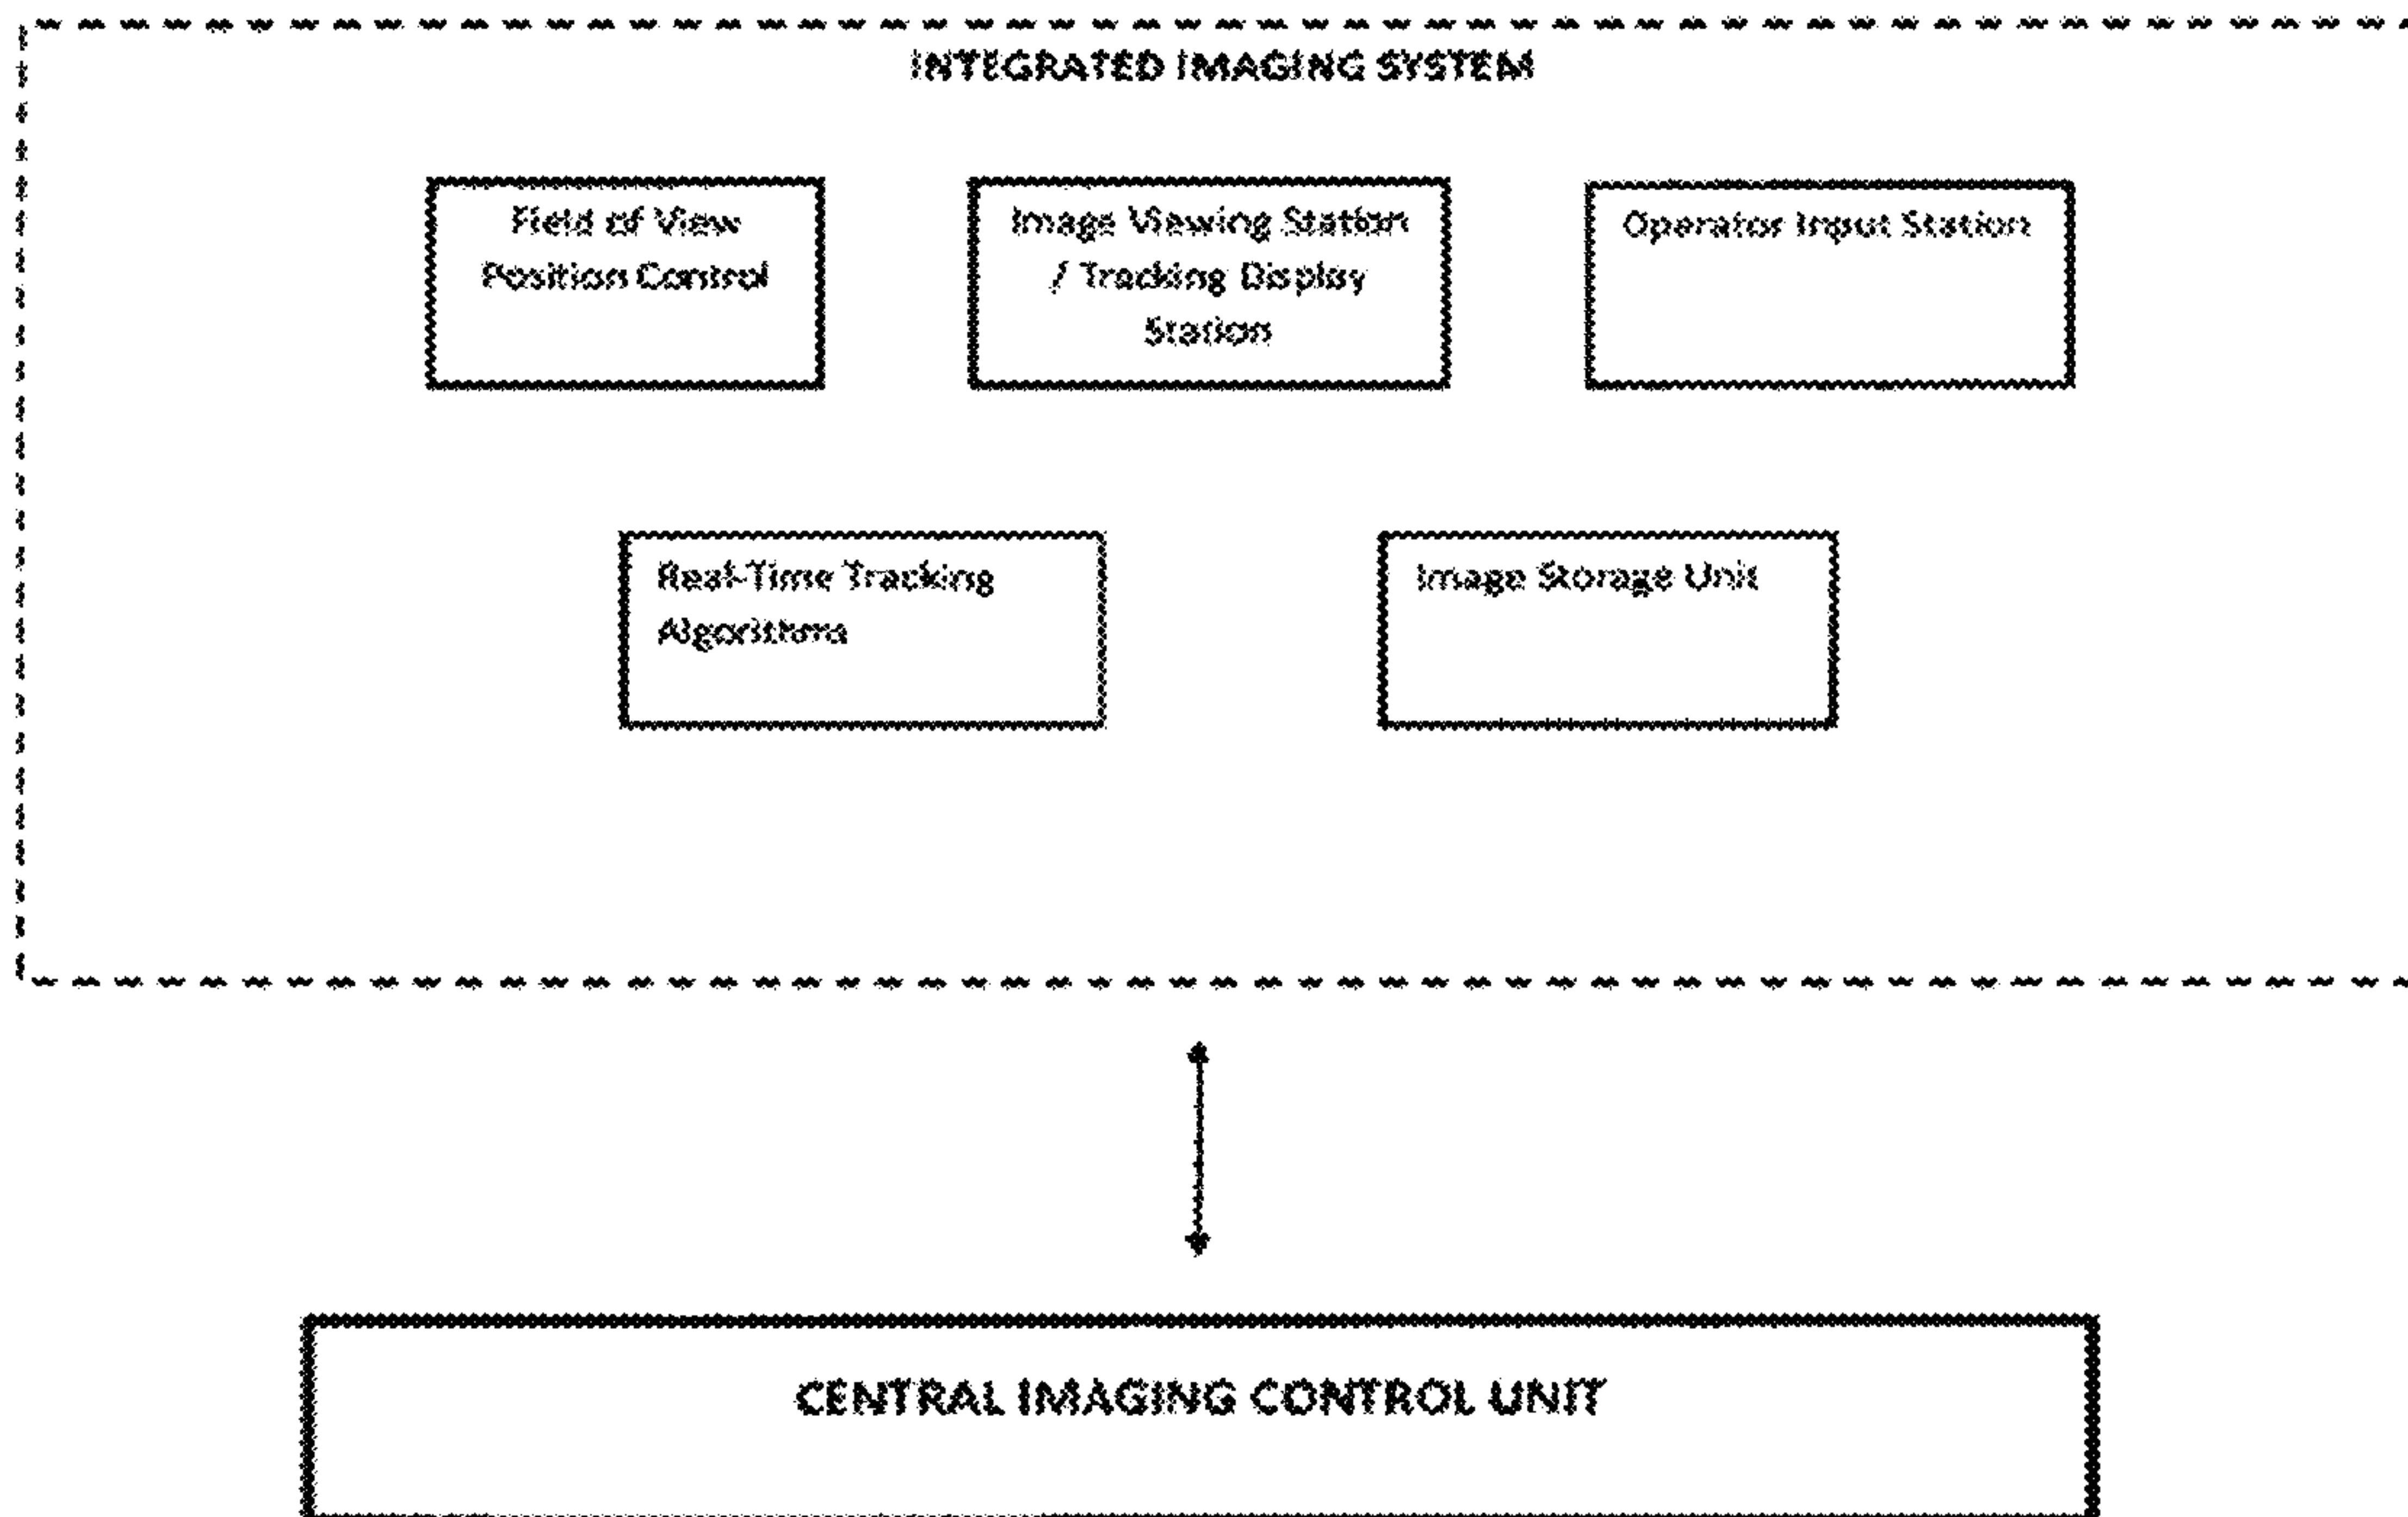 INTEGRATED IMAGING SYSTEM
Field of View
Position Control
Image Viewing Station
/ Tracking Display
Station
Operator Input Station
Real-Time Tracking
Algorithms
Image Storage Unit
CENTRAL IMAGING CONTROL UNIT